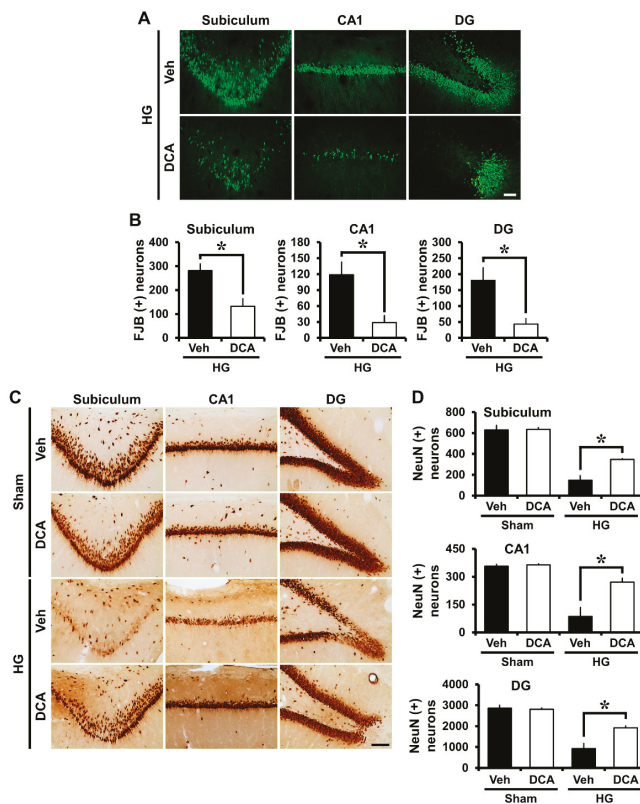 A
Subiculum CA1 DG
HG
Veh
DCA
B
Subiculum
FJB (+) neurons
400
300
200
100
0
*
Veh DCA
HG
CA1
FJB (+) neurons
180
150
120
90
60
30
0
*
Veh DCA
HG
DG
FJB (+) neurons
300
250
200
150
100
50
0
*
Veh DCA
HG
C
Subiculum CA1 DG
Sham
Veh
DCA
HG
Veh
DCA
D
Subiculum
NeuN (+)
neurons
800
600
400
200
0
*
Veh DCA Veh DCA
Sham HG
CA1
NeuN (+)
neurons
450
300
150
0
*
Veh DCA Veh DCA
Sham HG
DG
NeuN (+)
neurons
4000
3000
2000
1000
0
*
Veh DCA Veh DCA
Sham HG